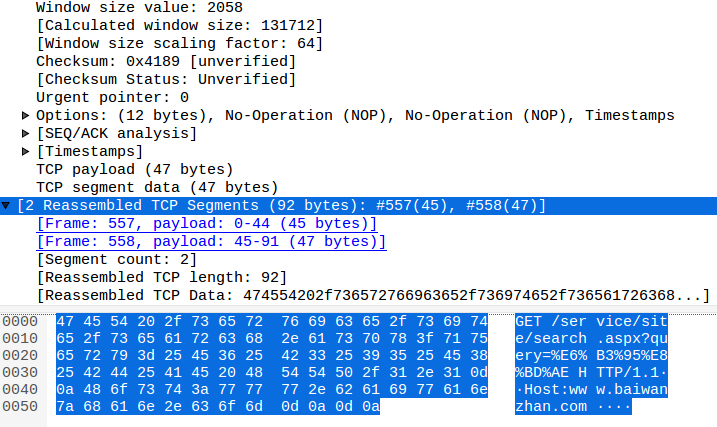 Window size value: 2058
[Calculated window size: 131712]
[Window size scaling factor: 64]
Checksum: 0x4189 [unverified]
[Checksum Status: Unverified]
Urgent pointer: 0
Options: (12 bytes), No-Operation (NOP), No-Operation (NOP), Timestamps
[SEQ/ACK analysis]
[Timestamps]
TCP payload (47 bytes)
TCP segment data (47 bytes)
[2 Reassembled TCP Segments (92 bytes): #557(45), #558(47)]
[Frame: 557, payload: 0-44 (45 bytes)]
[Frame: 558, payload: 45-91 (47 bytes)]
[Segment count: 2]
[Reassembled TCP length: 92]
[Reassembled TCP Data: 474554202f736572766963652f736974652f736561726368...]
0000 47 45 54 20 2f 73 65 72 76 69 63 65 2f 73 69 74 GET /ser vice/sit
0010 65 2f 73 65 61 72 63 68 2e 61 73 70 78 3f 71 75 e/search .aspx?qu
0020 65 72 79 3d 25 45 36 25 42 33 25 39 35 25 45 38 ery=%E6% B3%95%E8
0030 25 42 44 25 41 45 20 48 54 54 50 2f 31 2e 31 0d %BD%AE H TTP/1.1·
0040 0a 48 6f 73 74 3a 77 77 77 2e 62 61 69 77 61 6e ·Host:ww w.baiwan
0050 7a 68 61 6e 2e 63 6f 6d 0d 0a 0d 0a zhan.com ····